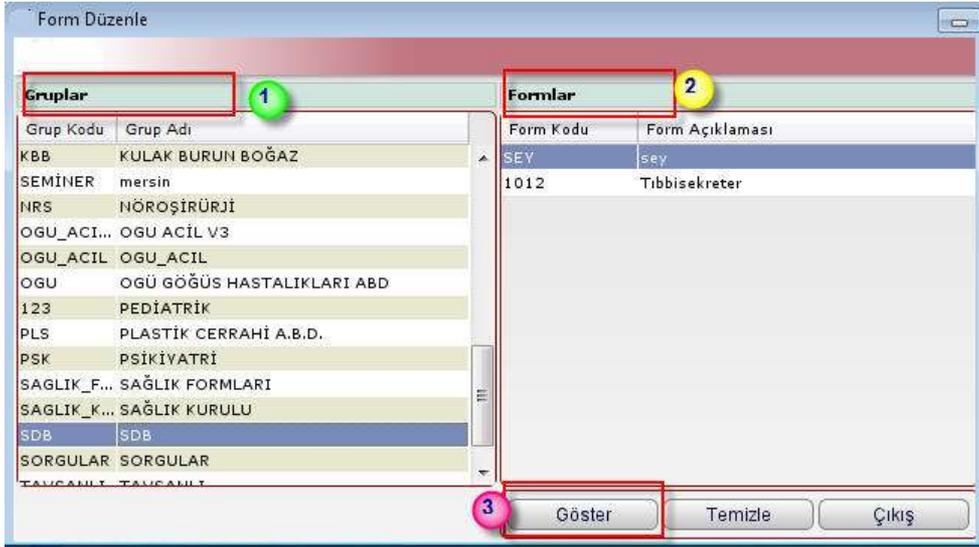 Form Düzenle
1
2
Gruplar
Formlar
Grup Kodu Grup Adı
Form Kodu Form Açıklaması
KBB KULAK BURUN BOĞAZ
SEY sey
SEMİNER mersin
1012 Tıbbisekreter
NRS NÖROŞİRÜRJİ
OGU_ACI... OGU ACİL V3
OGU_ACIL OGU_ACIL
OGU OGÜ GÖĞÜS HASTALIKLARI ABD
123 PEDİATRİK
PLS PLASTİK CERRAHİ A.B.D.
PSK PSİKİYATRİ
SAGLIK_F... SAĞLIK FORMLARI
SAGLIK_K... SAĞLIK KURULU
SDB SDB
SORGULAR SORGULAR
TAVSANLI TAVSANLI
3
Göster Temizle Çıkış